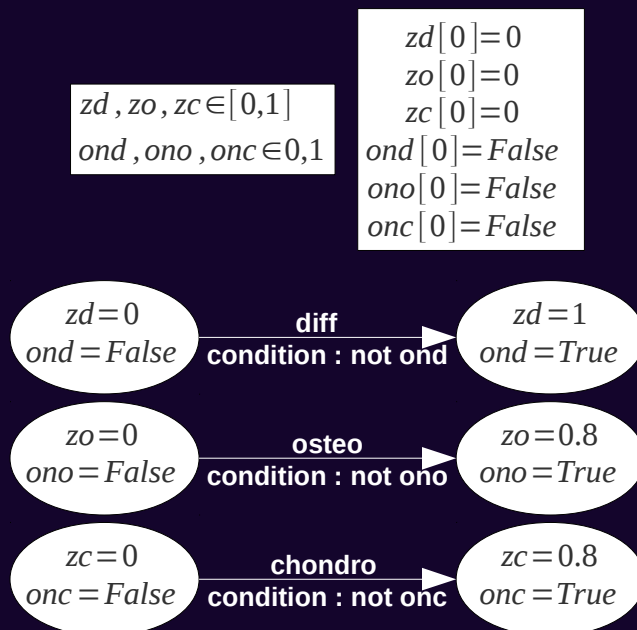 zd , zo , zc ∈ [0,1]
ond , ono , onc ∈ 0,1
zd [0]=0
zo [0]=0
zc [0]=0
ond [0]=False
ono [0]=False
onc [0]=False
zd=0
ond=False
diff
condition : not ond
zd=1
ond=True
zo=0
ono=False
osteo
condition : not ono
zo=0.8
ono=True
zc=0
onc=False
chondro
condition : not onc
zc=0.8
onc=True